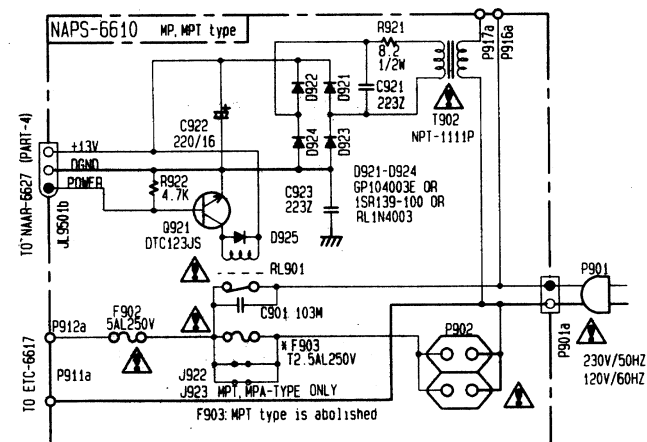 NAPS-6610 MP, MPT type
R921
8.2
1/2W
P917a
P916a
D922
D921
C921
223Z
T902
NPT-1111P
C922
220/16
D924
D923
TO NAAR-6627 (PART-4)
+13V
DGND
POWER
JL9501b
R922
4.7K
C923
223Z
D921-D924
GP104003E OR
1SR139-100 OR
RL1N4003
Q921
DTC123JS
D925
RL901
C901 103M
P901
P901a
230V/50HZ
120V/60HZ
F902
5AL250V
P912a
* F903
T2.5AL250V
P902
TO ETC-6617
P911a
J922
J923 MPT, MPA-TYPE ONLY
F903: MPT type is abolished